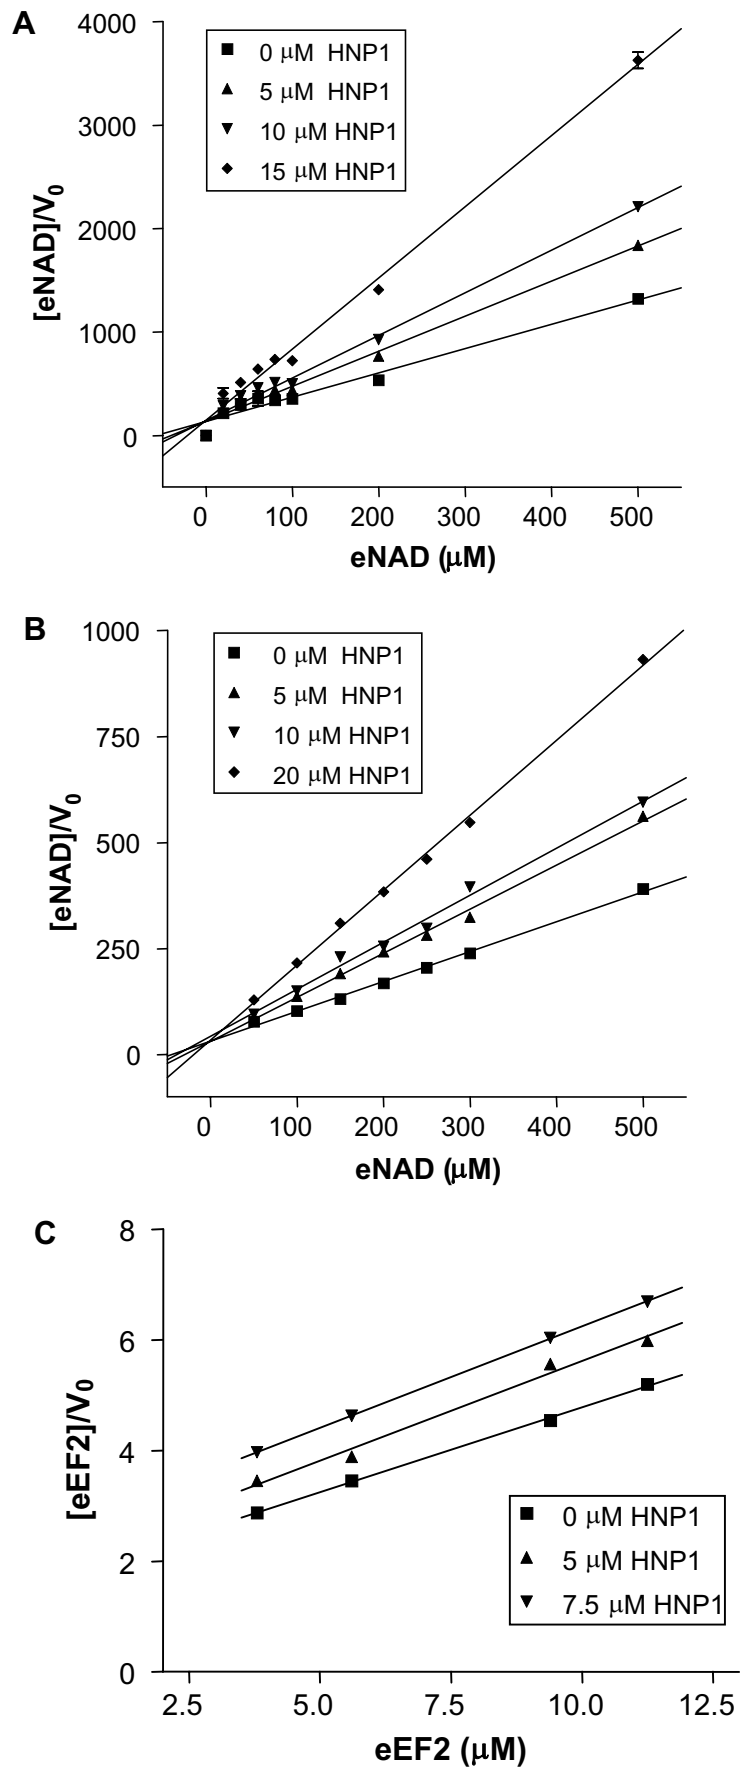 A
4000
3000
2000
1000
0
[eNAD]/V0
0 μM HNP1
5 μM HNP1
10 μM HNP1
15 μM HNP1
0 100 200 300 400 500
eNAD (μM)
B
1000
750
500
250
0
[eNAD]/V0
0 μM HNP1
5 μM HNP1
10 μM HNP1
20 μM HNP1
0 100 200 300 400 500
eNAD (μM)
C
8
6
4
2
0
[eEF2]/V0
0 μM HNP1
5 μM HNP1
7.5 μM HNP1
2.5 5.0 7.5 10.0 12.5
eEF2 (μM)